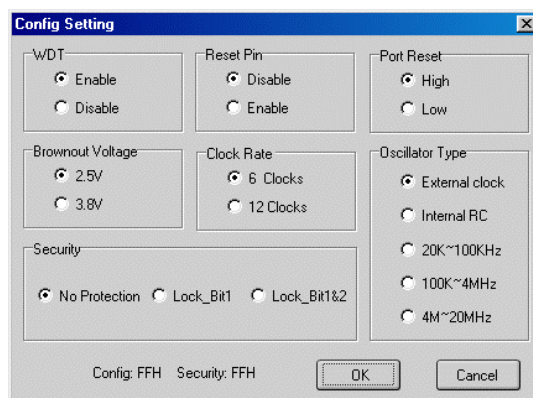 Config Setting
WDT
Enable
Disable
Reset Pin
Disable
Enable
Port Reset
High
Low
Brownout Voltage
2.5V
3.8V
Clock Rate
6 Clocks
12 Clocks
Oscillator Type
External clock
Internal RC
20K~100KHz
100K~4MHz
4M~20MHz
Security
No Protection Lock_Bit1 Lock_Bit1&2
Config: FFH Security: FFH
OK
Cancel